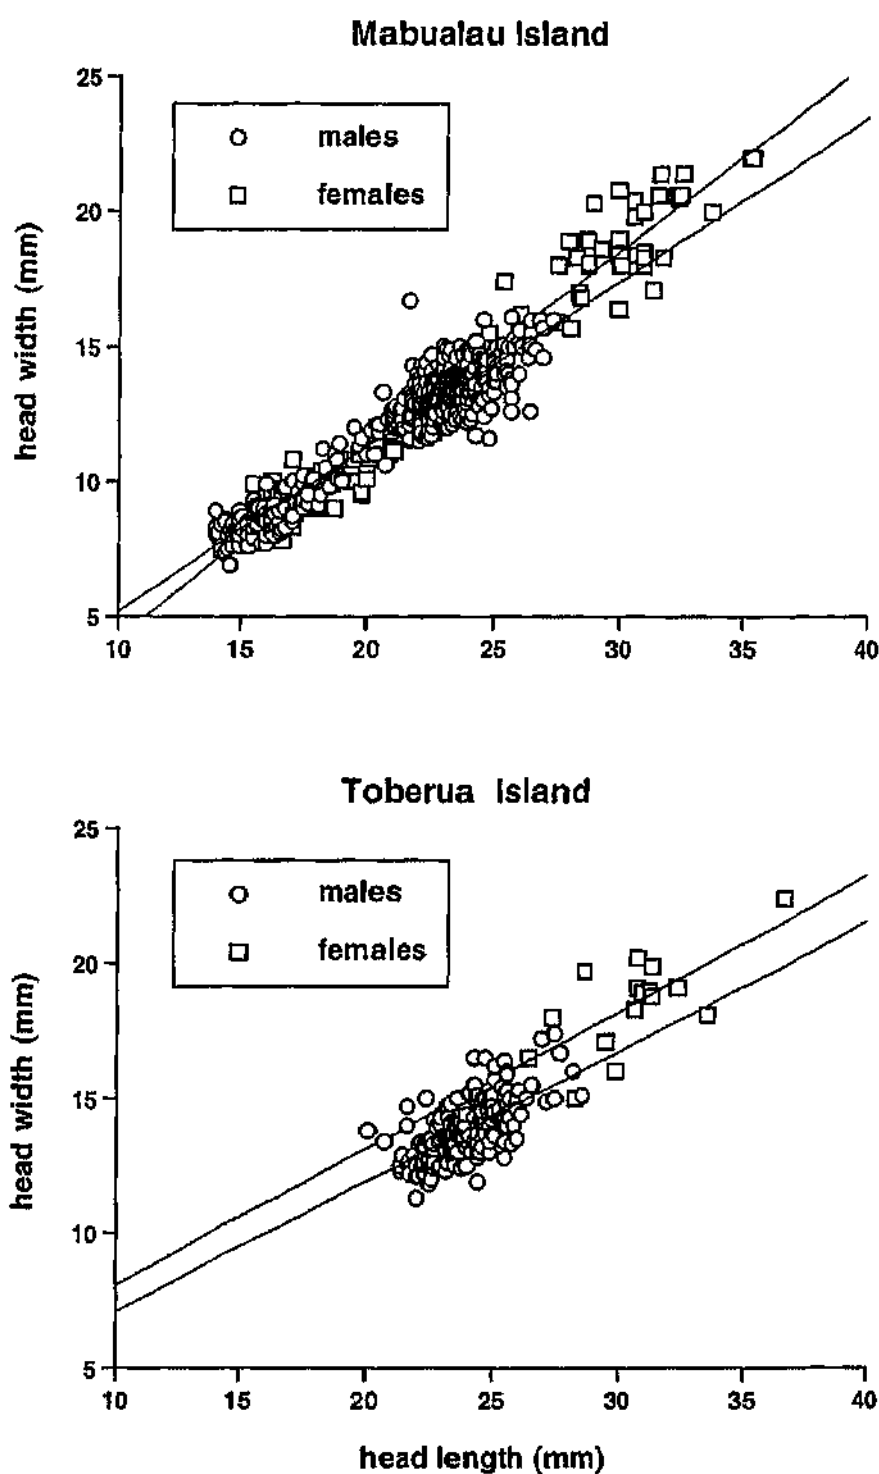 Mabualau Island
25
males
females
20
head width (mm)
15
10
5
10 15 20 25 30 35 40
Toberua Island
25
males
females
20
head width (mm)
15
10
5
10 15 20 25 30 35 40
head length (mm)